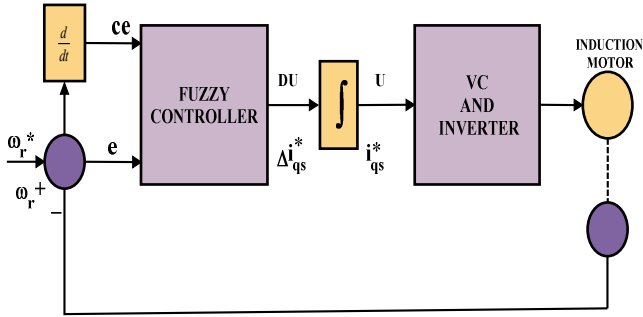 d
dt
ce
FUZZY
CONTROLLER
DU
Δi*qs
∫
U
i*qs
VC
AND
INVERTER
INDUCTION
MOTOR
ωr*
e
ωr+
−